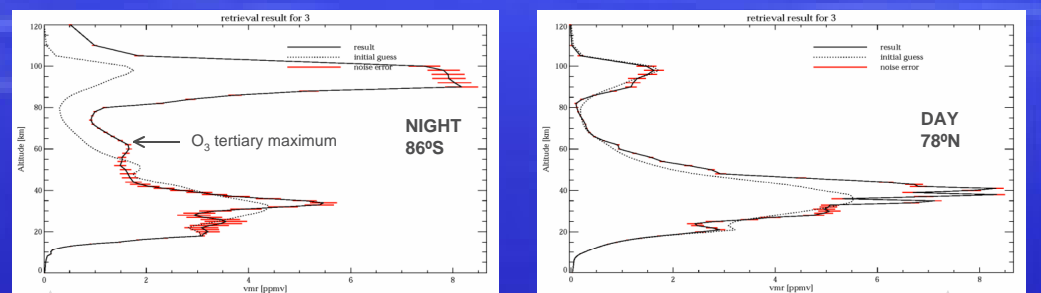 retrieval result for 3
120
100
80
60
40
20
0
Altitude [km]
result
initial guess
noise error
O3 tertiary maximum
NIGHT
86ºS
0
2
4
6
8
vmr [ppmv]
retrieval result for 3
120
100
80
60
40
20
0
Altitude [km]
result
initial guess
noise error
DAY
78ºN
0
2
4
6
8
vmr [ppmv]